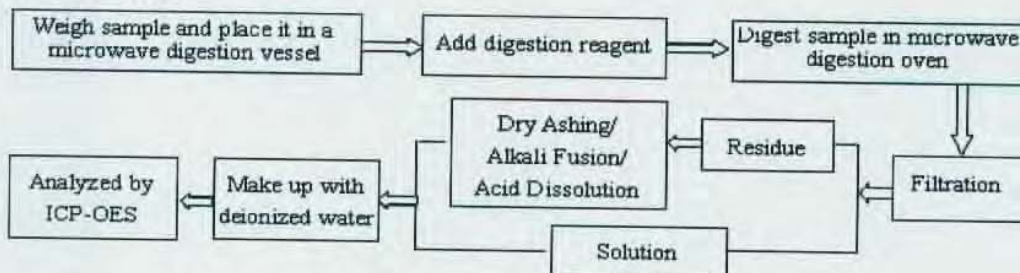 Weigh sample and place it in a
microwave digestion vessel
Add digestion reagent
Digest sample in microwave
digestion oven
Filtration
Residue
Solution
Dry Ashing/
Alkali Fusion/
Acid Dissolution
Make up with
deionized water
Analyzed by
ICP-OES